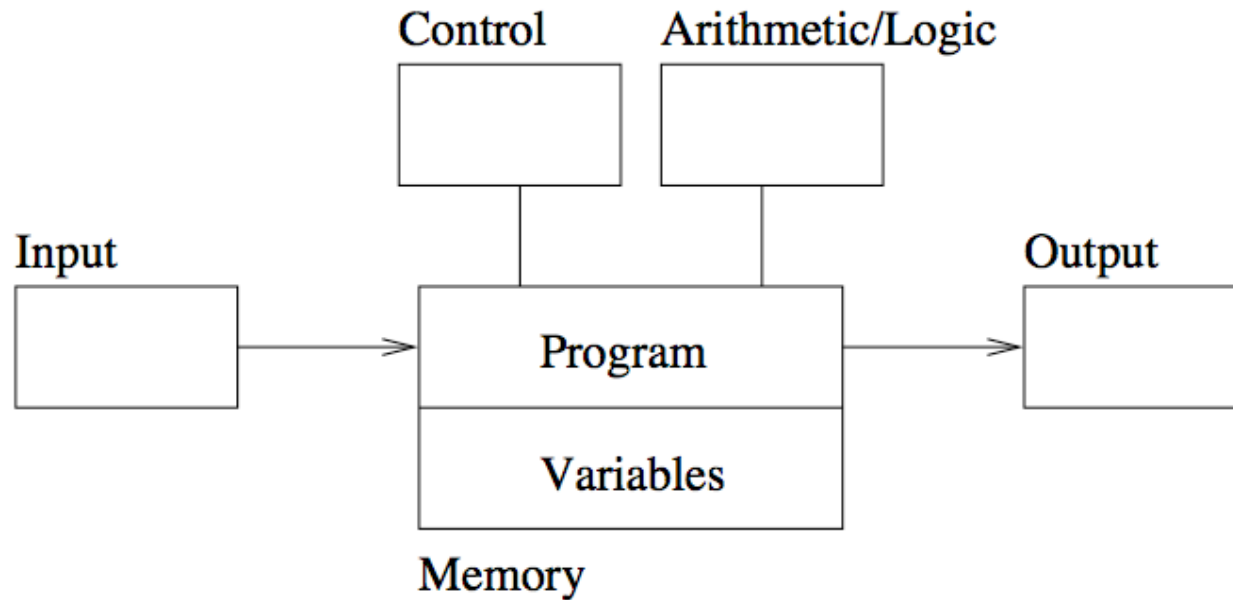 Control
Arithmetic/Logic
Input
Output
Program
Variables
Memory